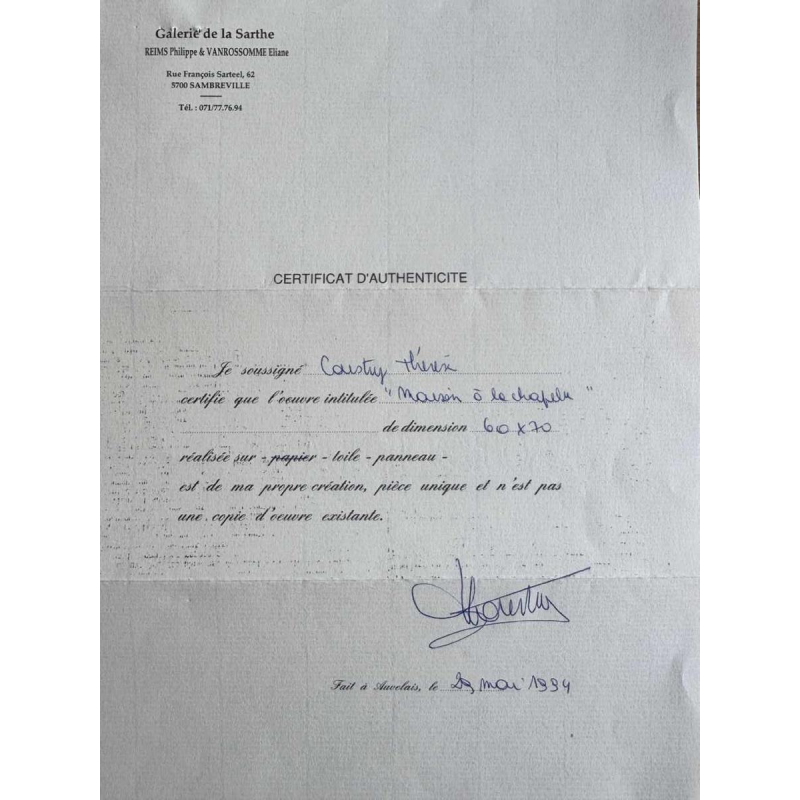 Galerie de la Sarthe
REIMS Philippe & VANROSSOMME Eliane
Rue François Sarteel, 62
5700 SAMBREVILLE
Tél. : 071/77.76.94
CERTIFICAT D'AUTHENTICITE
Je soussigné Coustry Thérèse
certifie que l'oeuvre intitulée "Maison à la chapelle"
de dimension 60x70
réalisée sur - papier - toile - panneau -
est de ma propre création, pièce unique et n'est pas
une copie d'oeuvre existante.
Fait à Auvelais, le 29 mai 1994